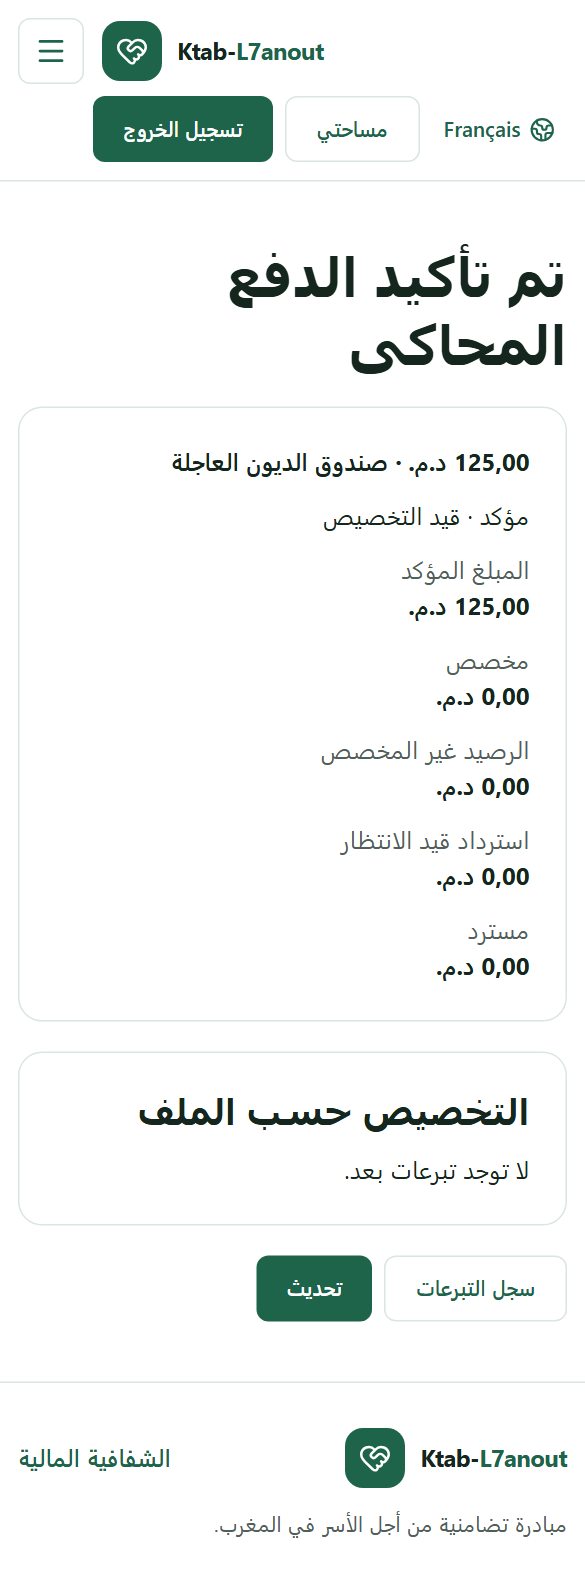 Ktab-L7anout
Français
مساحتي
تسجيل الخروج
تم تأكيد الدفع
المحاكى
125,00 د.م. · صندوق الديون العاجلة
مؤكد · قيد التخصيص
المبلغ المؤكد
125,00 د.م.
مخصص
0,00 د.م.
الرصيد غير المخصص
0,00 د.م.
استرداد قيد الانتظار
0,00 د.م.
مسترد
0,00 د.م.
التخصيص حسب الملف
لا توجد تبرعات بعد.
سجل التبرعات
تحديث
Ktab-L7anout
الشفافية المالية
مبادرة تضامنية من أجل الأسر في المغرب.